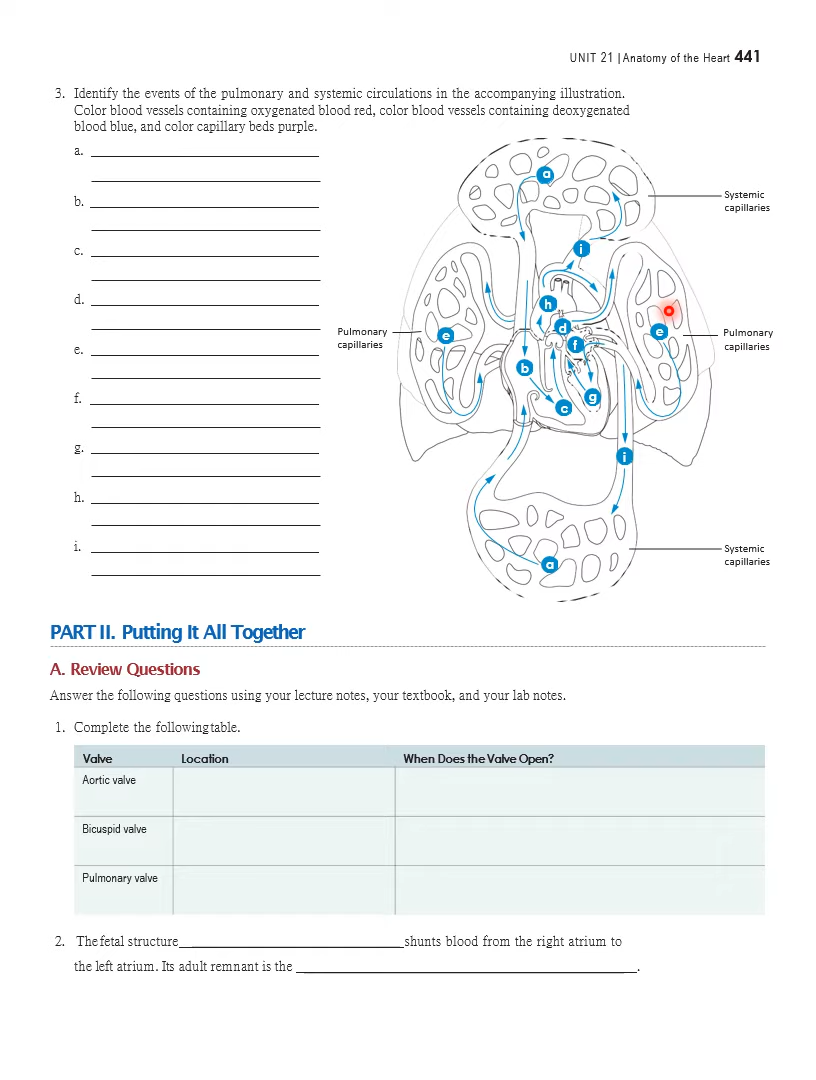 UNIT 21 | Anatomy of the Heart 441
3. Identify the events of the pulmonary and systemic circulations in the accompanying illustration.
Color blood vessels containing oxygenated blood red, color blood vessels containing deoxygenated
blood blue, and color capillary beds purple.
a.
b.
c.
d.
e.
f.
g.
h.
i.
a
Systemic
capillaries
i
h
d
Pulmonary
capillaries
e
f
e
Pulmonary
capillaries
b
g
c
i
Systemic
capillaries
a
PART II. Putting It All Together
A. Review Questions
Answer the following questions using your lecture notes, your textbook, and your lab notes.
1. Complete the following table.
Valve Location When Does the Valve Open?
Aortic valve
Bicuspid valve
Pulmonary valve
2. The fetal structure shunts blood from the right atrium to
the left atrium. Its adult remnant is the .